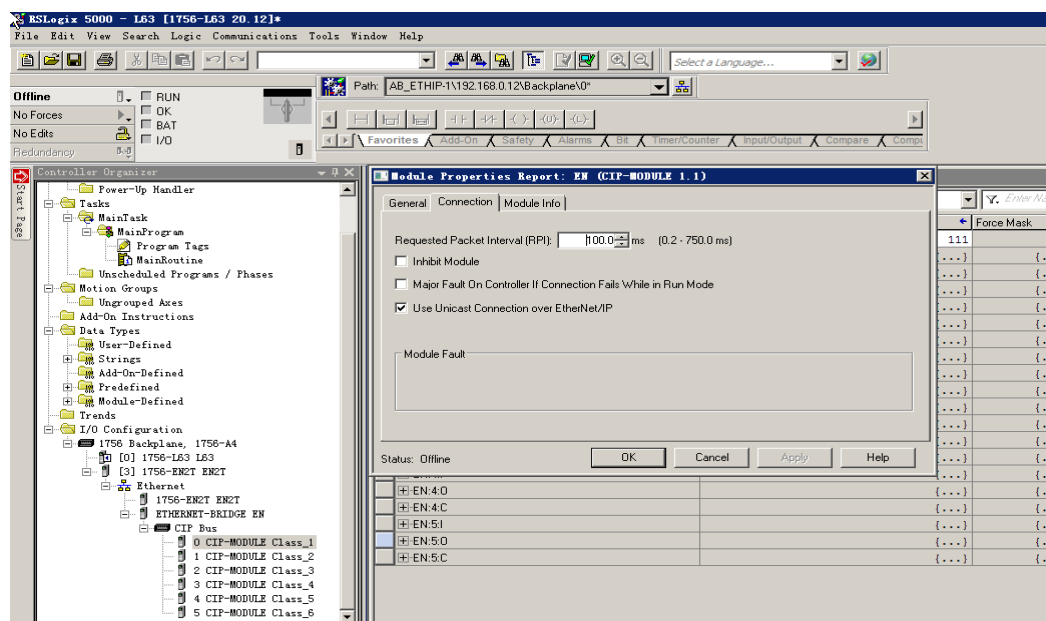 RSLogix 5000 - L63 [1756-L63 20.12]*
File Edit View Search Logic Communications Tools Window Help
Select a Language...
Path: AB_ETHIP-1\192.168.0.12\Backplane\0*
Offline
RUN
No Forces
OK
BAT
No Edits
I/O
Redundancy
Favorites Add-On Safety Alarms Bit Timer/Counter Input/Output Compare
Start Page
Controller Organizer
Power-Up Handler
Tasks
MainTask
MainProgram
Program Tags
MainRoutine
Unscheduled Programs / Phases
Motion Groups
Ungrouped Axes
Add-On Instructions
Data Types
User-Defined
Strings
Add-On-Defined
Predefined
Module-Defined
Trends
I/O Configuration
1756 Backplane, 1756-A4
[0] 1756-L63 L63
[3] 1756-EN2T EN2T
Ethernet
1756-EN2T EN2T
ETHERNET-BRIDGE EN
CIP Bus
0 CIP-MODULE Class_1
1 CIP-MODULE Class_2
2 CIP-MODULE Class_3
3 CIP-MODULE Class_4
4 CIP-MODULE Class_5
5 CIP-MODULE Class_6
Module Properties Report: EN (CIP-MODULE 1.1)
General Connection Module Info
Requested Packet Interval (RPI): 100.0 ms (0.2 - 750.0 ms)
Inhibit Module
Major Fault On Controller If Connection Fails While in Run Mode
Use Unicast Connection over EtherNet/IP
Module Fault
Status: Offline
OK Cancel Apply Help
Enter Na
Force Mask
111
{...}
{...}
{...}
{...}
{...}
{...}
{...}
{...}
{...}
{...}
{...}
{...}
{...}
{...}
EN:4:O {...}
EN:4:C {...}
EN:5:I {...}
EN:5:O {...}
EN:5:C {...}